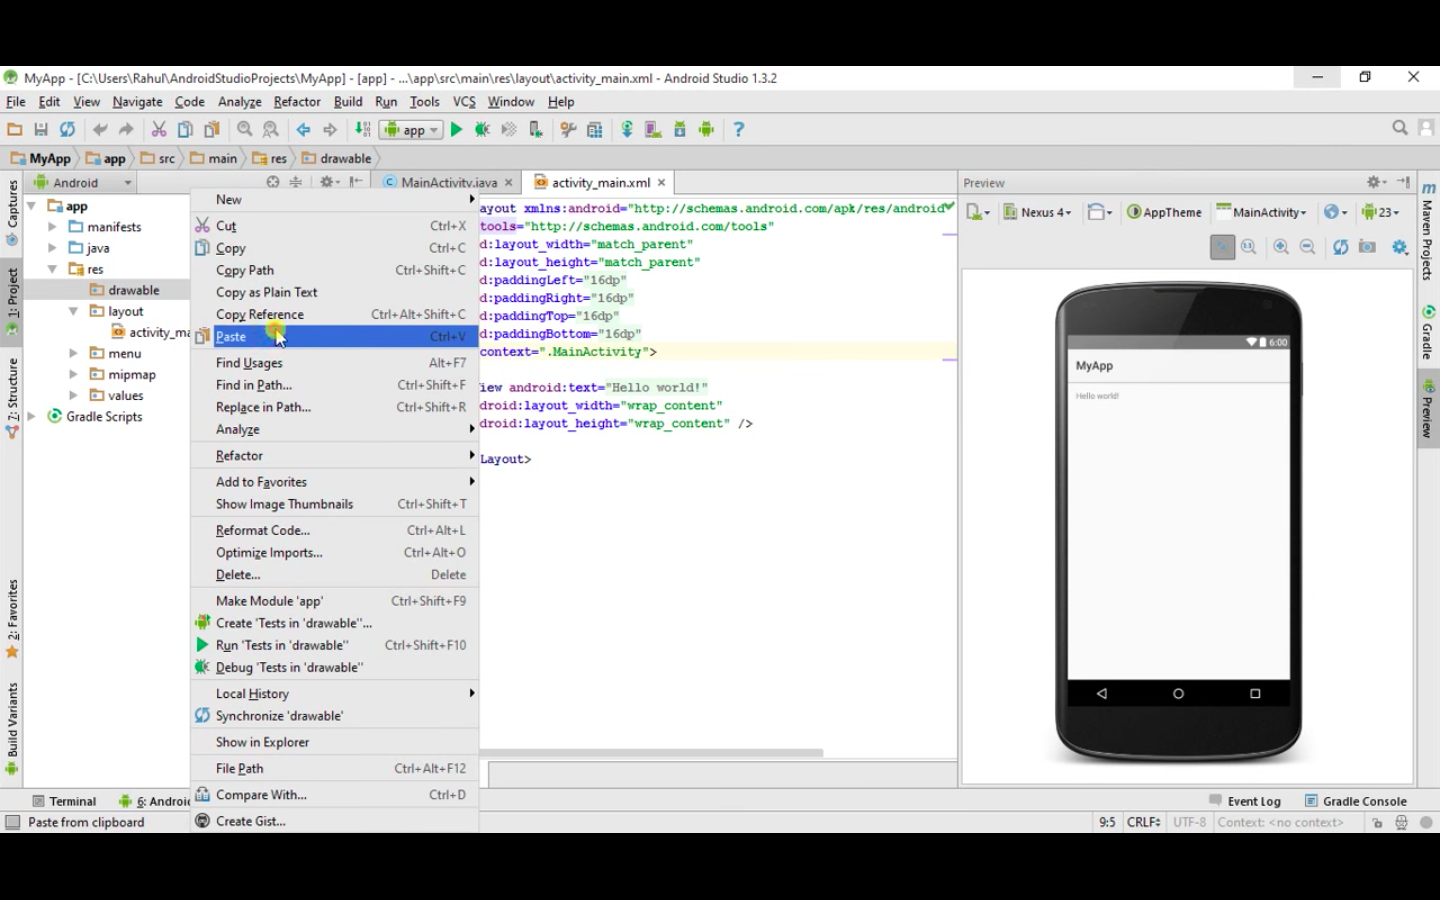 MyApp - [C:\Users\Rahul\AndroidStudioProjects\MyApp] - [app] - ...\app\src\main\res\layout\activity_main.xml - Android Studio 1.3.2
File Edit View Navigate Code Analyze Refactor Build Run Tools VCS Window Help
app
MyApp app src main res drawable
Android
MainActivity.java
activity_main.xml
Captures
1: Project
7: Structure
2: Favorites
Build Variants
app
manifests
java
res
drawable
layout
activity_ma
menu
mipmap
values
Gradle Scripts
New
Cut Ctrl+X
Copy Ctrl+C
Copy Path Ctrl+Shift+C
Copy as Plain Text
Copy Reference Ctrl+Alt+Shift+C
Paste Ctrl+V
Find Usages Alt+F7
Find in Path... Ctrl+Shift+F
Replace in Path... Ctrl+Shift+R
Analyze
Refactor
Add to Favorites
Show Image Thumbnails Ctrl+Shift+T
Reformat Code... Ctrl+Alt+L
Optimize Imports... Ctrl+Alt+O
Delete... Delete
Make Module 'app' Ctrl+Shift+F9
Create 'Tests in 'drawable''...
Run 'Tests in 'drawable'' Ctrl+Shift+F10
Debug 'Tests in 'drawable''
Local History
Synchronize 'drawable'
Show in Explorer
File Path Ctrl+Alt+F12
Compare With... Ctrl+D
Create Gist...
ayout xmlns:android="http://schemas.android.com/apk/res/android
tools="http://schemas.android.com/tools"
d:layout_width="match_parent"
d:layout_height="match_parent"
d:paddingLeft="16dp"
d:paddingRight="16dp"
d:paddingTop="16dp"
d:paddingBottom="16dp"
context=".MainActivity">
iew android:text="Hello world!"
droid:layout_width="wrap_content"
droid:layout_height="wrap_content" />
Layout>
Preview
Nexus 4 AppTheme MainActivity 23
1:1
6:00
MyApp
Hello world!
Maven Projects
Gradle
Preview
Terminal 6: Androi
Event Log Gradle Console
Paste from clipboard
9:5 CRLF UTF-8 Context: <no context>